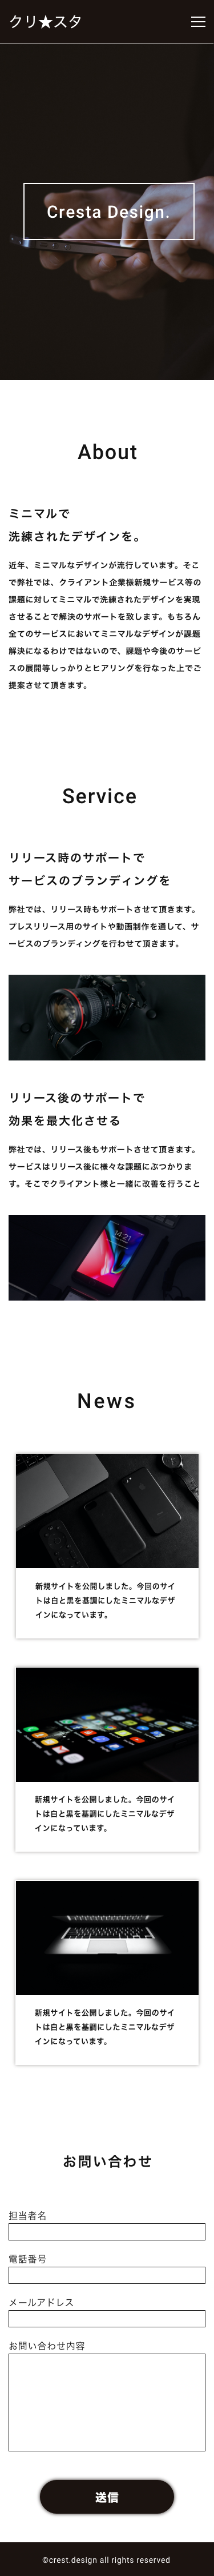 クリ★スタ
Cresta Design.
About
ミニマルで
洗練されたデザインを。
近年、ミニマルなデザインが流行しています。そこ
で弊社では、クライアント企業様新規サービス等の
課題に対してミニマルで洗練されたデザインを実現
させることで解決のサポートを致します。もちろん
全てのサービスにおいてミニマルなデザインが課題
解決になるわけではないので、課題や今後のサービ
スの展開等しっかりとヒアリングを行なった上でご
提案させて頂きます。
Service
リリース時のサポートで
サービスのブランディングを
弊社では、リリース時もサポートさせて頂きます。
プレスリリース用のサイトや動画制作を通して、サ
ービスのブランディングを行わせて頂きます。
リリース後のサポートで
効果を最大化させる
弊社では、リリース後もサポートさせて頂きます。
サービスはリリース後に様々な課題にぶつかりま
す。そこでクライアント様と一緒に改善を行うこと
14:21
News
新規サイトを公開しました。今回のサイ
トは白と黒を基調にしたミニマルなデザ
インになっています。
新規サイトを公開しました。今回のサイ
トは白と黒を基調にしたミニマルなデザ
インになっています。
新規サイトを公開しました。今回のサイ
トは白と黒を基調にしたミニマルなデザ
インになっています。
お問い合わせ
担当者名
電話番号
メールアドレス
お問い合わせ内容
送信
©crest.design all rights reserved